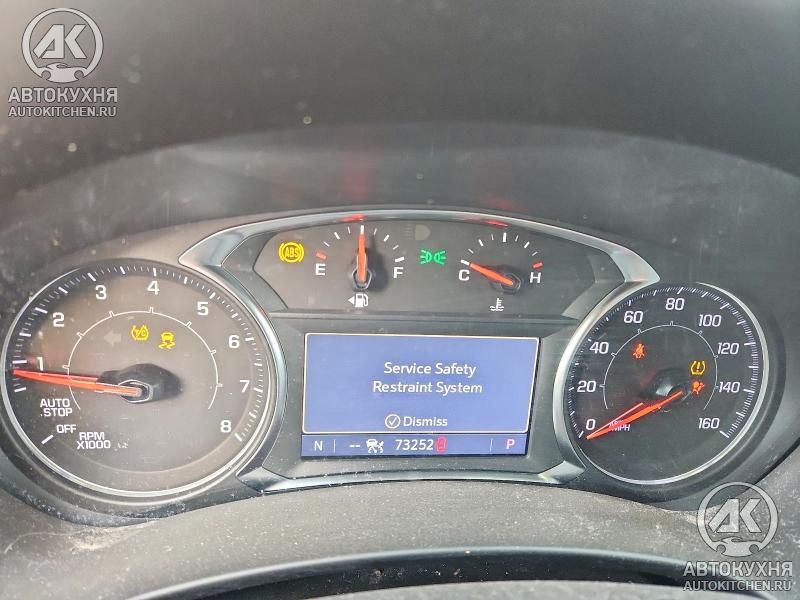 АК
АВТОКУХНЯ
AUTOKITCHEN.RU
ABS
E F
C H
1 2 3 4 5 6 7 8
AUTO
STOP
OFF
RPM
X1000
Service Safety
Restraint System
Dismiss
N -- 73252 P
0 20 40 60 80 100 120 140 160
MPH
АК
АВТОКУХНЯ
AUTOKITCHEN.RU